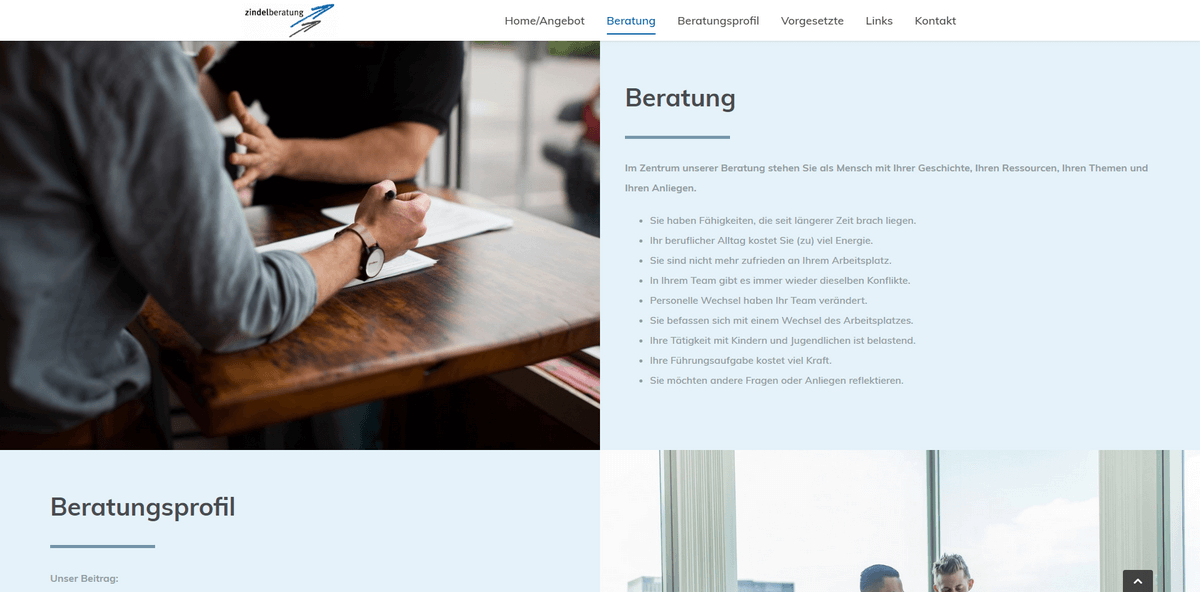 zindelberatung
Home/Angebot
Beratung
Beratungsprofil
Vorgesetzte
Links
Kontakt
Beratung
Im Zentrum unserer Beratung stehen Sie als Mensch mit Ihrer Geschichte, Ihren Ressourcen, Ihren Themen und
Ihren Anliegen.
Sie haben Fähigkeiten, die seit längerer Zeit brach liegen.
Ihr beruflicher Alltag kostet Sie (zu) viel Energie.
Sie sind nicht mehr zufrieden an Ihrem Arbeitsplatz.
In Ihrem Team gibt es immer wieder dieselben Konflikte.
Personelle Wechsel haben Ihr Team verändert.
Sie befassen sich mit einem Wechsel des Arbeitsplatzes.
Ihre Tätigkeit mit Kindern und Jugendlichen ist belastend.
Ihre Führungsaufgabe kostet viel Kraft.
Sie möchten andere Fragen oder Anliegen reflektieren.
Beratungsprofil
Unser Beitrag: